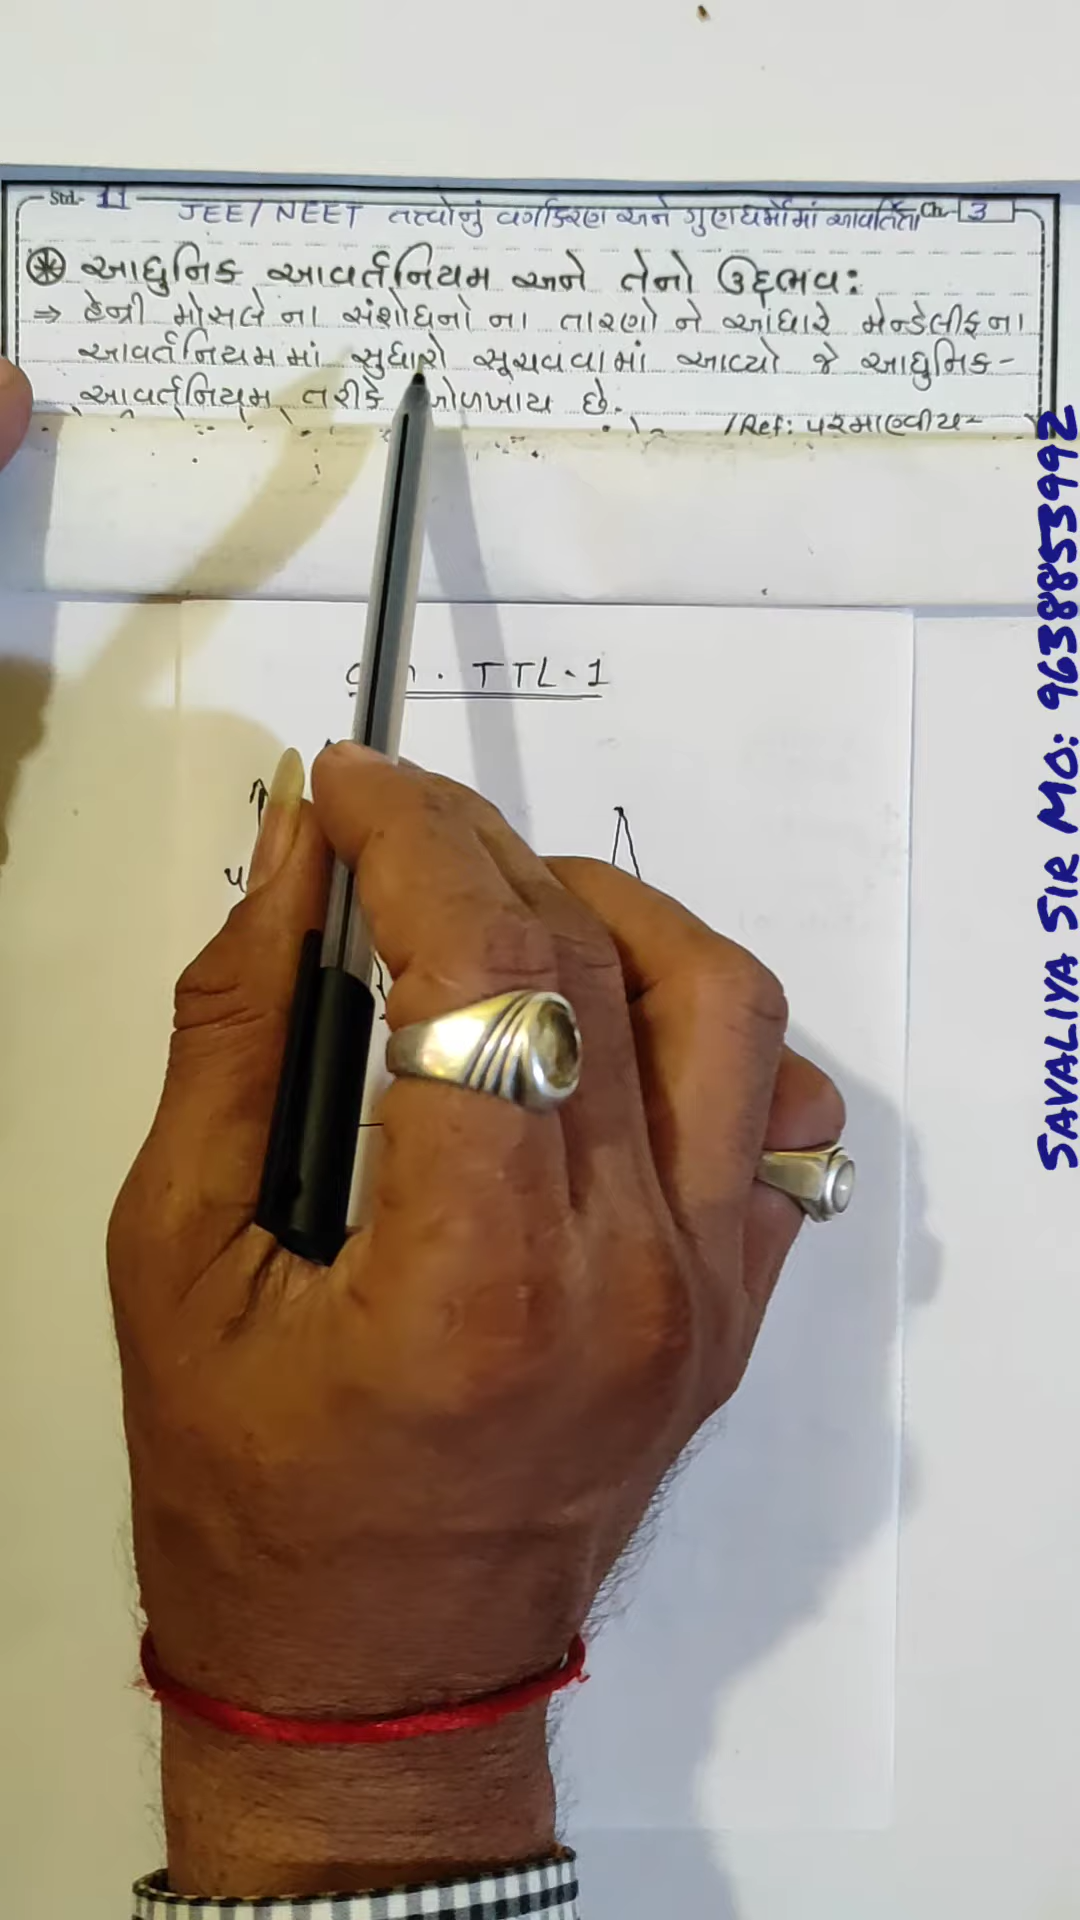 Std.- 11
JEE/NEET તત્ત્વોનું વર્ગીકરણ અને ગુણધર્મોમાં આવર્તિતા Ch.- 3
આધુનિક આવર્તનિયમ અને તેનો ઉદ્દભવ:
⇒ હેન્રી મોસલે ના સંશોધનો ના તારણો ને આધારે મેન્ડેલીફના
આવર્તનિયમમાં સુધારો સૂચવવામાં આવ્યો જે આધુનિક-
આવર્તનિયમ તરીકે ઓળખાય છે.
/Ref: પરમાણ્વીય-
TTL.1
4
SAVALIYA SIR MO: 9638853992